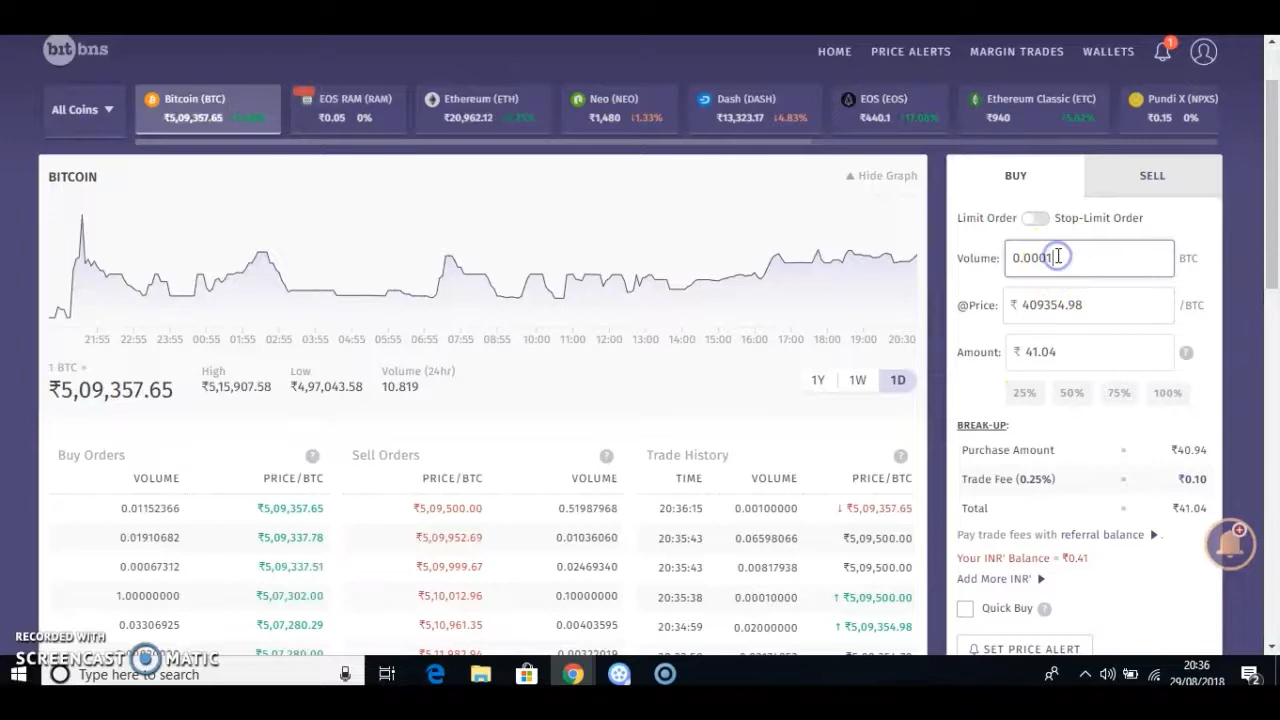 bitbns
HOME PRICE ALERTS MARGIN TRADES WALLETS 1
All Coins
Bitcoin (BTC) EOS RAM (RAM) Ethereum (ETH) Neo (NEO) Dash (DASH) EOS (EOS) Ethereum Classic (ETC) Pundi X (NPXS)
₹5,09,357.65 ₹0.05 0% ₹20,962.12 ₹1,480 ↓1.33% ₹13,323.17 ↓4.83% ₹440.1 ↑17.08% ₹940 ₹0.15 0%
BITCOIN
Hide Graph
21:55 22:55 23:55 00:55 01:55 02:55 03:55 04:55 05:55 06:55 07:55 08:55 09:00 10:00 11:00 12:00 13:00 14:00 15:00 16:00 17:00 18:00 19:00 20:30
1 BTC =
₹5,09,357.65
High
₹5,15,907.58
Low
₹4,97,043.58
Volume (24hr)
10.819
1Y 1W 1D
Buy Orders ?
VOLUME PRICE/BTC
0.01152366 ₹5,09,357.65
0.01910682 ₹5,09,337.78
0.00067312 ₹5,09,337.51
1.00000000 ₹5,07,302.00
0.03306925 ₹5,07,280.29
₹5,07,280.00
Sell Orders ?
PRICE/BTC VOLUME
₹5,09,500.00 0.51987968
₹5,09,952.69 0.01036060
₹5,09,999.67 0.02469340
₹5,10,012.96 0.10000000
₹5,10,961.35 0.00403595
₹5,11,982.94 0.00322019
Trade History ?
TIME VOLUME PRICE/BTC
20:36:15 0.00100000 ↓ ₹5,09,357.65
20:35:43 0.06598066 ₹5,09,500.00
20:35:43 0.00817938 ₹5,09,500.00
20:35:38 0.00010000 ↑ ₹5,09,500.00
20:34:59 0.02000000 ↑ ₹5,09,354.98
BUY SELL
Limit Order Stop-Limit Order
Volume: 0.0001 BTC
@Price: ₹ 409354.98 /BTC
Amount: ₹ 41.04 ?
25% 50% 75% 100%
BREAK-UP:
Purchase Amount = ₹40.94
Trade Fee (0.25%) = ₹0.10
Total = ₹41.04
Pay trade fees with referral balance .
Your INR' Balance = ₹0.41
Add More INR'
Quick Buy ?
SET PRICE ALERT
RECORDED WITH
SCREENCAST MATIC
Type here to search
20:36
29/08/2018
2